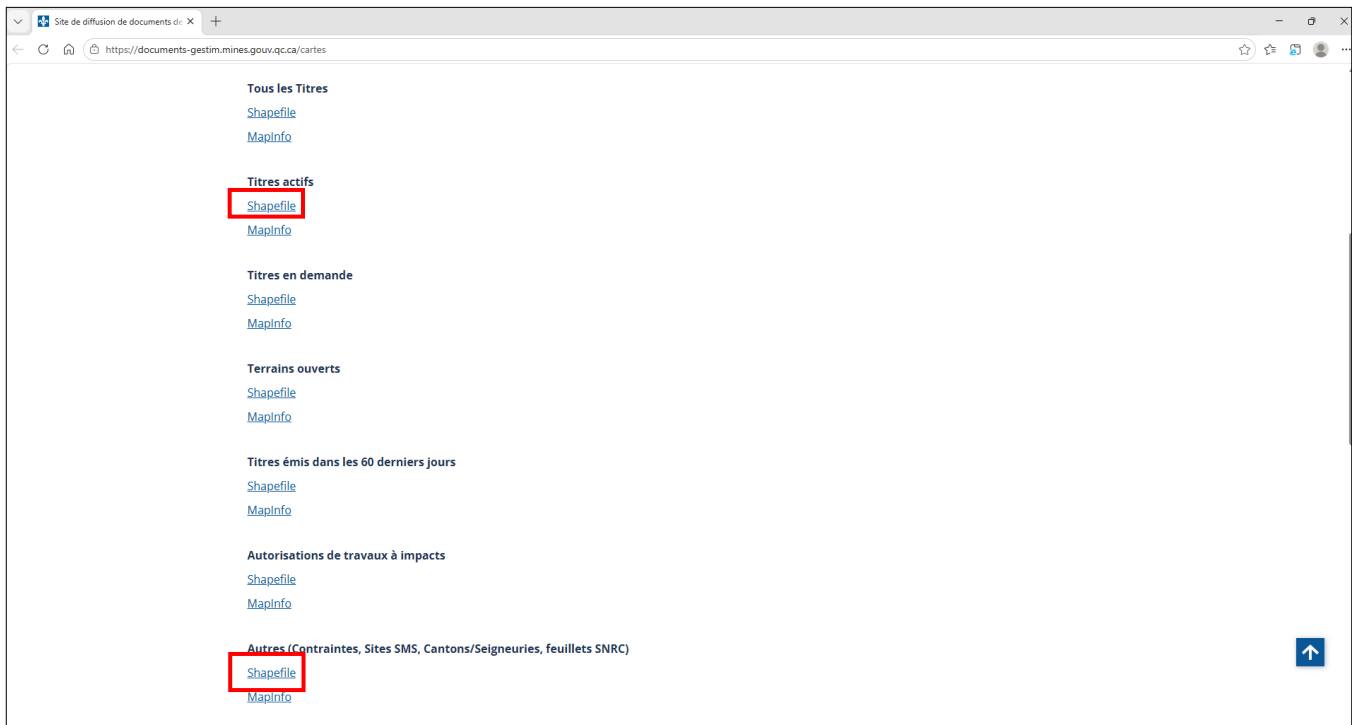 Site de diffusion de documents de
https://documents-gestim.mines.gouv.qc.ca/cartes
Tous les Titres
Shapefile
MapInfo
Titres actifs
Shapefile
MapInfo
Titres en demande
Shapefile
MapInfo
Terrains ouverts
Shapefile
MapInfo
Titres émis dans les 60 derniers jours
Shapefile
MapInfo
Autorisations de travaux à impacts
Shapefile
MapInfo
Autres (Contraintes, Sites SMS, Cantons/Seigneuries, feuillets SNRC)
Shapefile
MapInfo